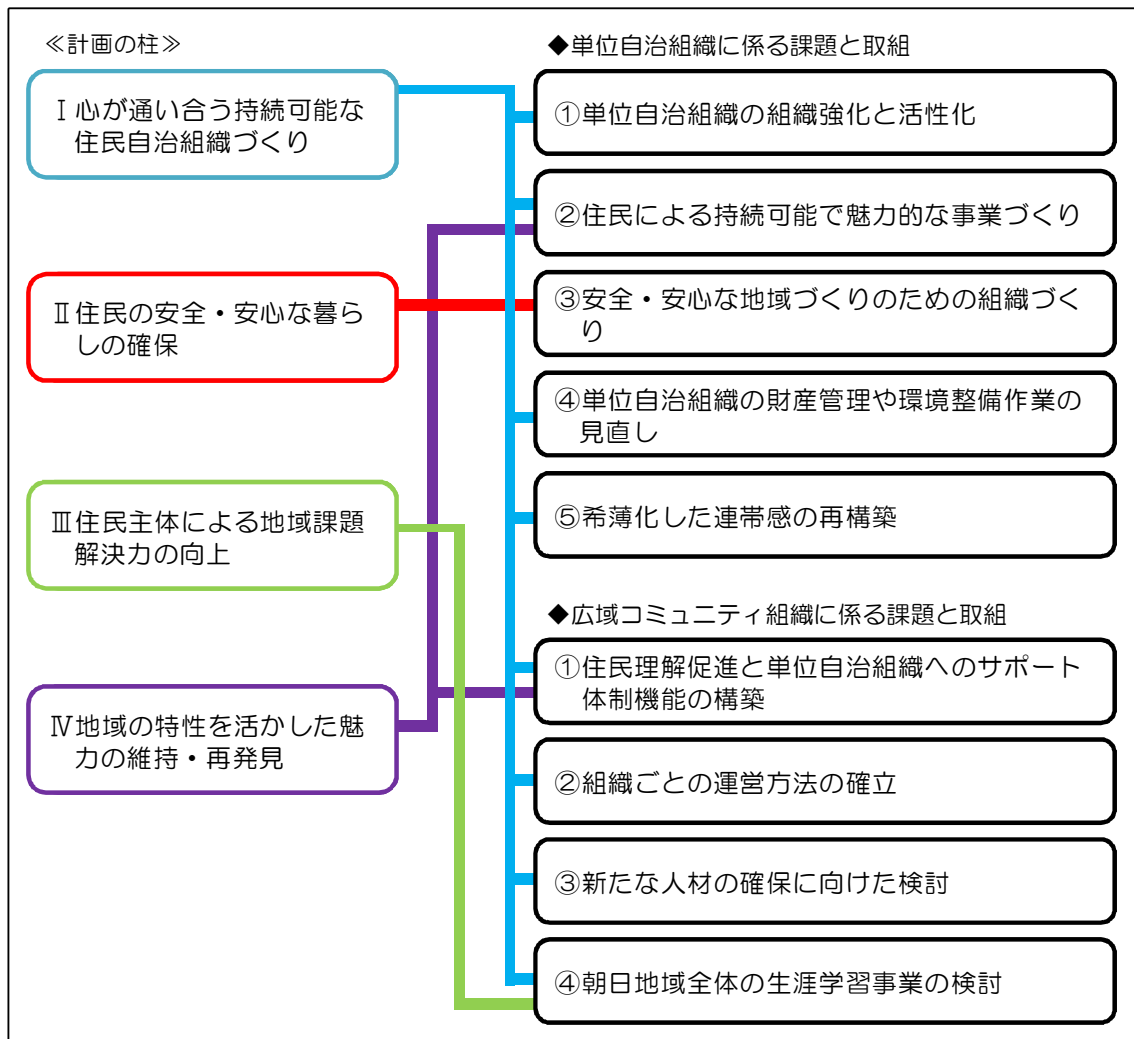 ≪計画の柱≫
Ⅰ心が通い合う持続可能な
住民自治組織づくり
Ⅱ住民の安全・安心な暮ら
しの確保
Ⅲ住民主体による地域課題
解決力の向上
Ⅳ地域の特性を活かした魅
力の維持・再発見
◆単位自治組織に係る課題と取組
①単位自治組織の組織強化と活性化
②住民による持続可能で魅力的な事業づくり
③安全・安心な地域づくりのための組織づく
り
④単位自治組織の財産管理や環境整備作業の
見直し
⑤希薄化した連帯感の再構築
◆広域コミュニティ組織に係る課題と取組
①住民理解促進と単位自治組織へのサポート
体制機能の構築
②組織ごとの運営方法の確立
③新たな人材の確保に向けた検討
④朝日地域全体の生涯学習事業の検討